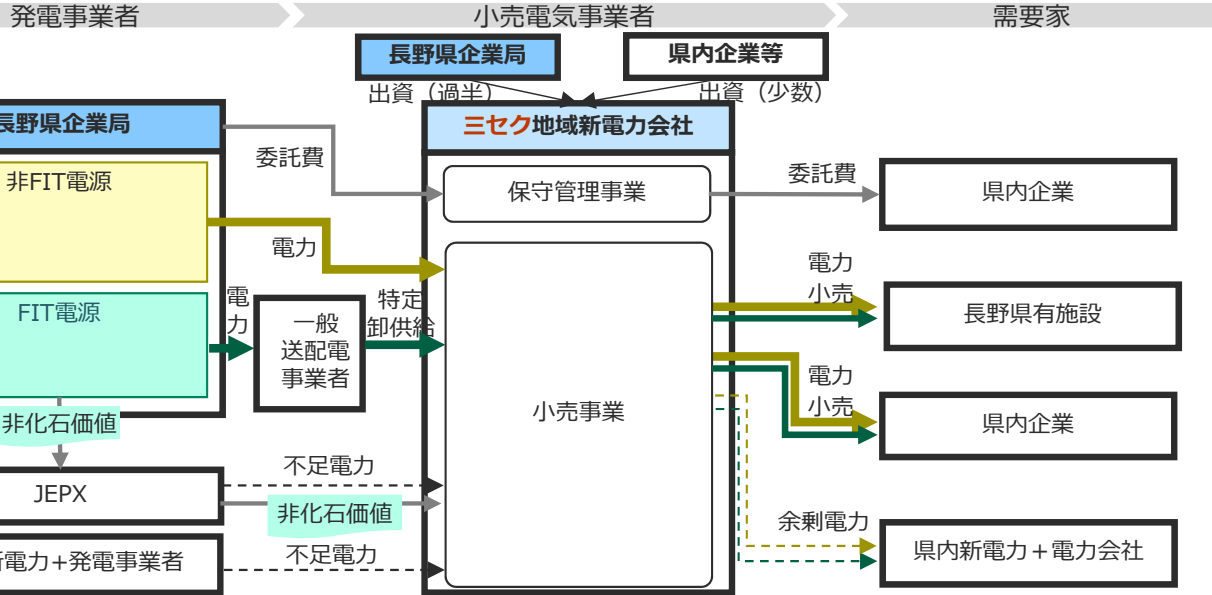 発電事業者
小売電気事業者
需要家
長野県企業局
県内企業等
出資（過半）
出資（少数）
長野県企業局
三セク地域新電力会社
非FIT電源
委託費
保守管理事業
委託費
県内企業
電力
電力
小売
長野県有施設
FIT電源
電
力
一般
送配電
事業者
特定
卸供給
小売事業
電力
小売
県内企業
非化石価値
JEPX
不足電力
非化石価値
余剰電力
県内新電力＋電力会社
新電力+発電事業者
不足電力